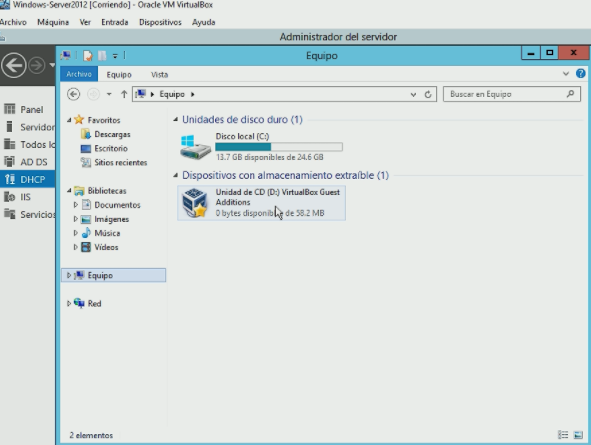 Windows-Server2012 [Corriendo] - Oracle VM VirtualBox
Archivo Máquina Ver Entrada Dispositivos Ayuda
Administrador del servidor
Equipo
Archivo Equipo Vista
Equipo
Buscar en Equipo
Panel
Servidor
Todos lo
AD DS
DHCP
IIS
Servicios
Favoritos
Descargas
Escritorio
Sitios recientes
Bibliotecas
Documentos
Imágenes
Música
Vídeos
Equipo
Red
Unidades de disco duro (1)
Disco local (C:)
13.7 GB disponibles de 24.6 GB
Dispositivos con almacenamiento extraíble (1)
Unidad de CD (D:) VirtualBox Guest
Additions
0 bytes disponibles de 58.2 MB
2 elementos